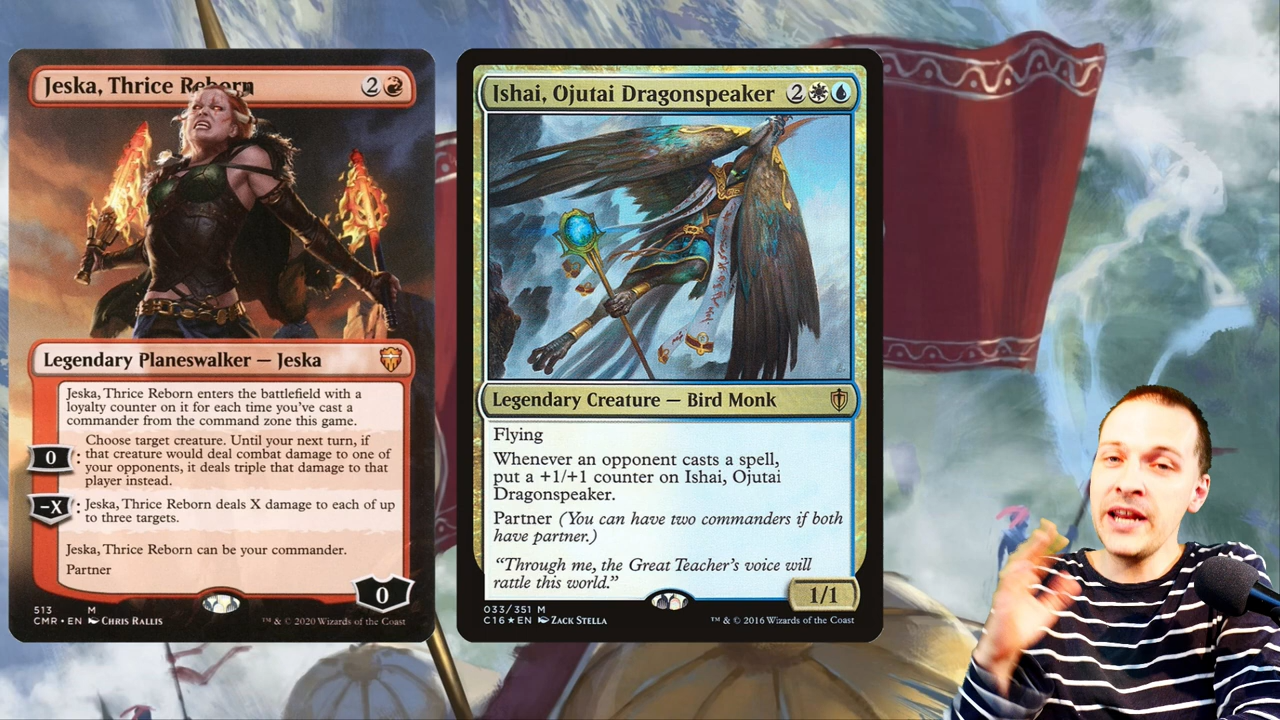 Jeska, Thrice Reborn
2
Legendary Planeswalker — Jeska
Jeska, Thrice Reborn enters the battlefield with a
loyalty counter on it for each time you've cast a
commander from the command zone this game.
0 : Choose target creature. Until your next turn, if
that creature would deal combat damage to one of
your opponents, it deals triple that damage to that
player instead.
−X : Jeska, Thrice Reborn deals X damage to each of up
to three targets.
Jeska, Thrice Reborn can be your commander.
Partner
0
513 M
CMR • EN CHRIS RALLIS
™ & © 2020 Wizards of the Coast
Ishai, Ojutai Dragonspeaker
2
Legendary Creature — Bird Monk
Flying
Whenever an opponent casts a spell,
put a +1/+1 counter on Ishai, Ojutai
Dragonspeaker.
Partner (You can have two commanders if both
have partner.)
"Through me, the Great Teacher's voice will
rattle this world."
1/1
033/351 M
C16 ★ EN ZACK STELLA
™ & © 2016 Wizards of the Coast